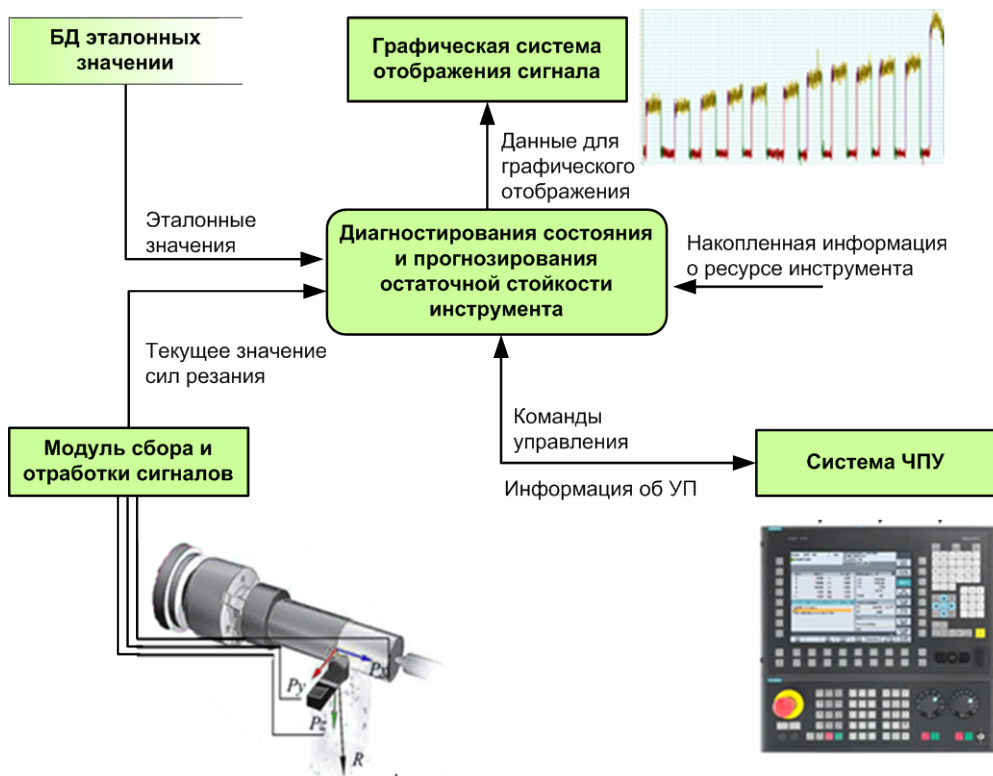 БД эталонных
значении
Графическая система
отображения сигнала
Данные для
графического
отображения
Эталонные
значения
Диагностирования состояния
и прогнозирования
остаточной стойкости
инструмента
Накопленная информация
о ресурсе инструмента
Текущее значение
сил резания
Модуль сбора и
отработки сигналов
Команды
управления
Информация об УП
Система ЧПУ
Px
Py
Pz
R